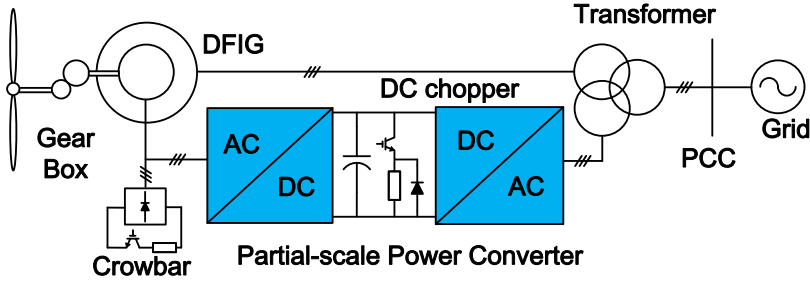 Transformer
DFIG
DC chopper
Gear
Box
AC
DC
DC
AC
PCC
Grid
Crowbar
Partial-scale Power Converter